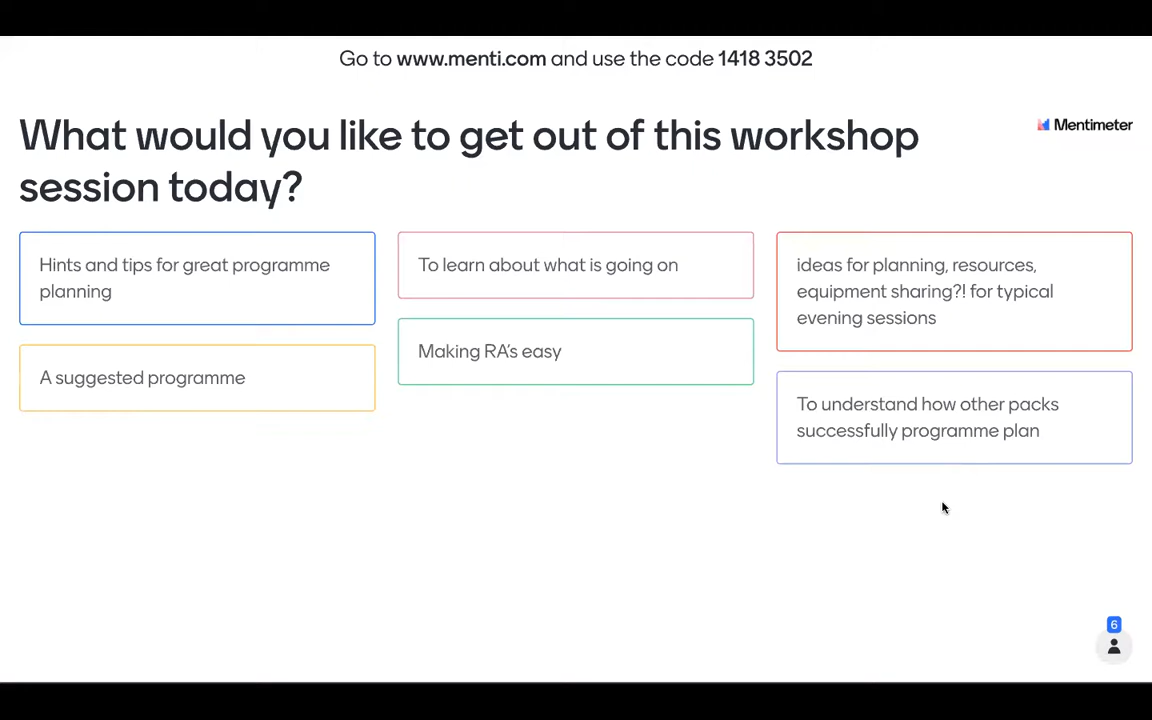 Go to www.menti.com and use the code 1418 3502
What would you like to get out of this workshop
session today?
Mentimeter
Hints and tips for great programme
planning
A suggested programme
To learn about what is going on
Making RA's easy
ideas for planning, resources,
equipment sharing?! for typical
evening sessions
To understand how other packs
successfully programme plan
6